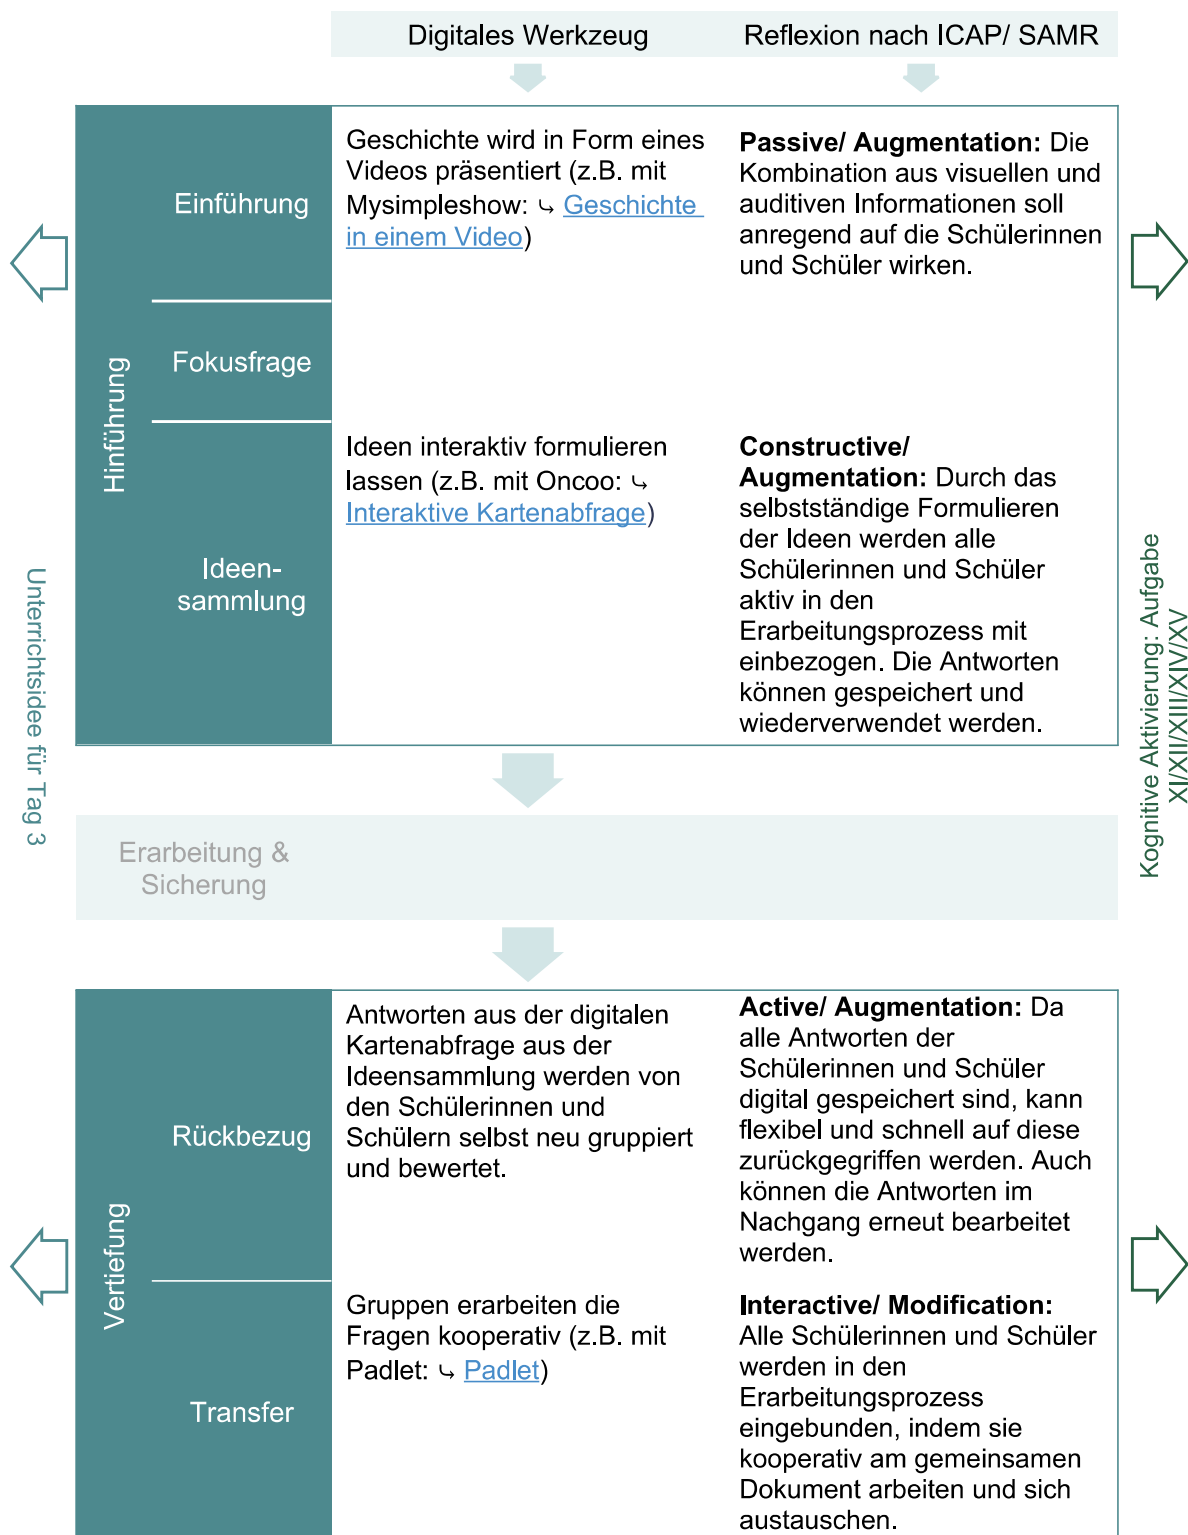 Digitales Werkzeug
Reflexion nach ICAP/ SAMR
Hinführung
Einführung
Geschichte wird in Form eines
Videos präsentiert (z.B. mit
Mysimpleshow: ⤷ Geschichte
in einem Video)
Passive/ Augmentation: Die
Kombination aus visuellen und
auditiven Informationen soll
anregend auf die Schülerinnen
und Schüler wirken.
Fokusfrage
Ideen-
sammlung
Ideen interaktiv formulieren
lassen (z.B. mit Oncoo: ⤷
Interaktive Kartenabfrage)
Constructive/
Augmentation: Durch das
selbstständige Formulieren
der Ideen werden alle
Schülerinnen und Schüler
aktiv in den
Erarbeitungsprozess mit
einbezogen. Die Antworten
können gespeichert und
wiederverwendet werden.
Unterrichtsidee für Tag 3
Kognitive Aktivierung: Aufgabe
XI/XII/XIII/XIV/XV
Erarbeitung &
Sicherung
Vertiefung
Rückbezug
Antworten aus der digitalen
Kartenabfrage aus der
Ideensammlung werden von
den Schülerinnen und
Schülern selbst neu gruppiert
und bewertet.
Active/ Augmentation: Da
alle Antworten der
Schülerinnen und Schüler
digital gespeichert sind, kann
flexibel und schnell auf diese
zurückgegriffen werden. Auch
können die Antworten im
Nachgang erneut bearbeitet
werden.
Transfer
Gruppen erarbeiten die
Fragen kooperativ (z.B. mit
Padlet: ⤷ Padlet)
Interactive/ Modification:
Alle Schülerinnen und Schüler
werden in den
Erarbeitungsprozess
eingebunden, indem sie
kooperativ am gemeinsamen
Dokument arbeiten und sich
austauschen.